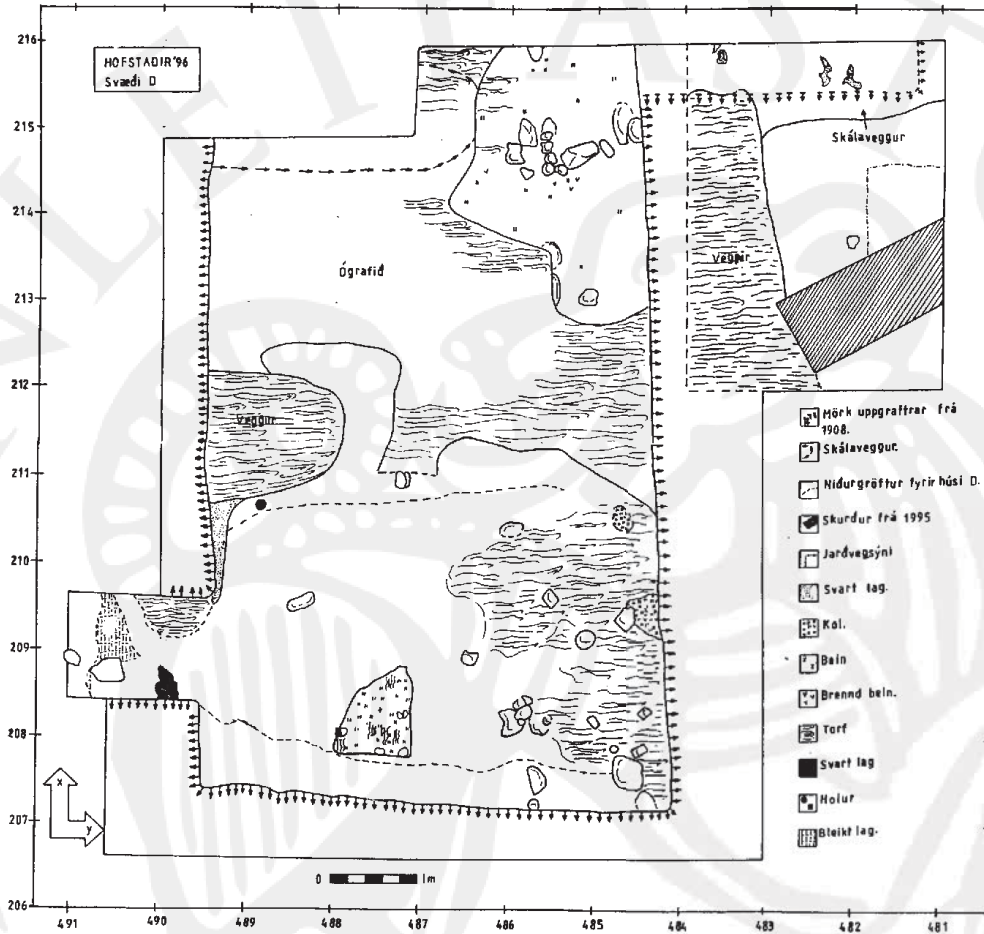 HOFSTAÐIR'96
Svæði D
216
215
214
213
212
211
210
209
208
207
206
Skálaveggur
Veggur
Ógrafið
Veggur
Mörk uppgraftrar frá
1908.
Skálaveggur.
Niðurgröftur fyrir húsi D.
Skurður frá 1995
Jarðvegsýni
Svart lag.
Kol.
Bein
Brennd bein.
Torf
Svart lag
Holur
Bleikt lag.
x
y
0 1m
491 490 489 488 487 486 485 484 483 482 481